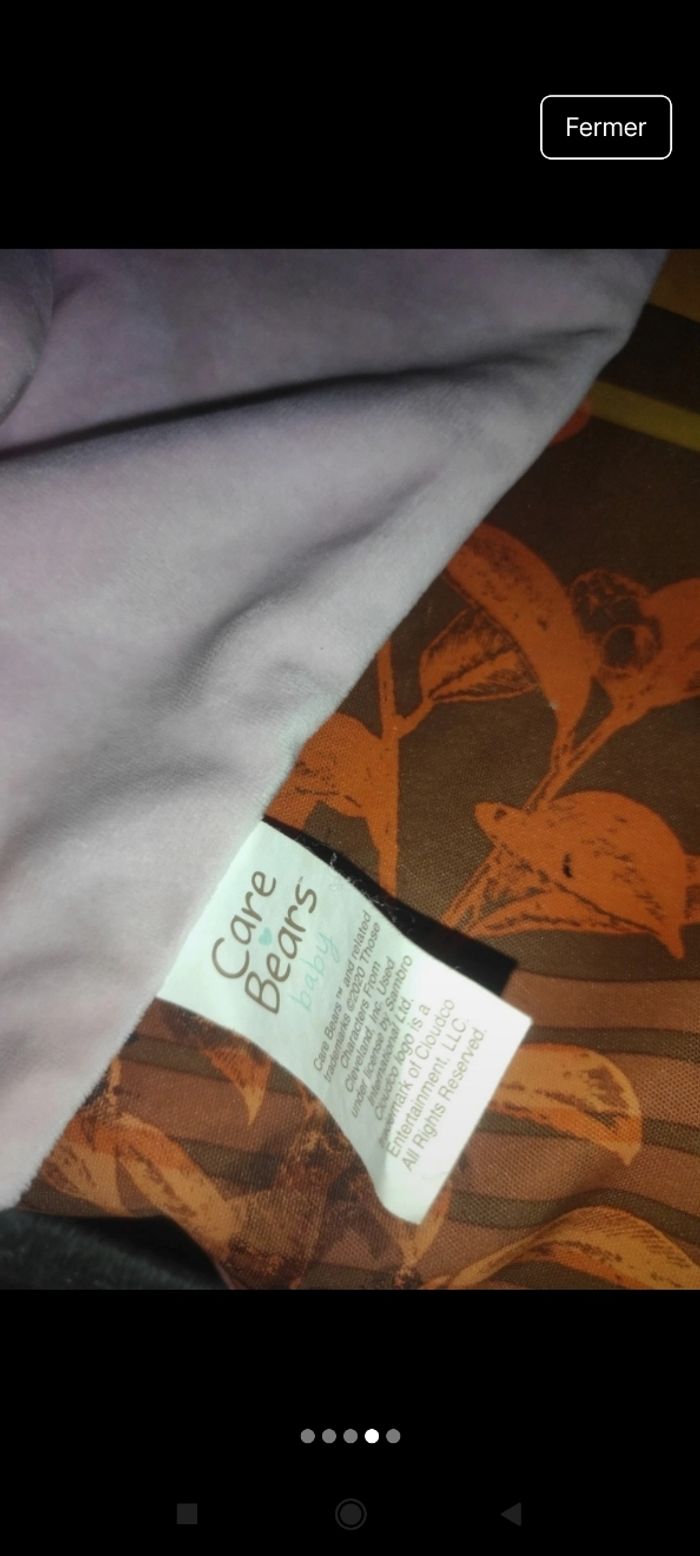 Fermer
Care
Bears™
baby
Care Bears™ and related
trademarks ©2020 Those
Characters From
Cleveland, Inc. Used
under license by Sambro
International Ltd.
Cloudco logo is a
trademark of Cloudco
Entertainment, LLC.
All Rights Reserved.